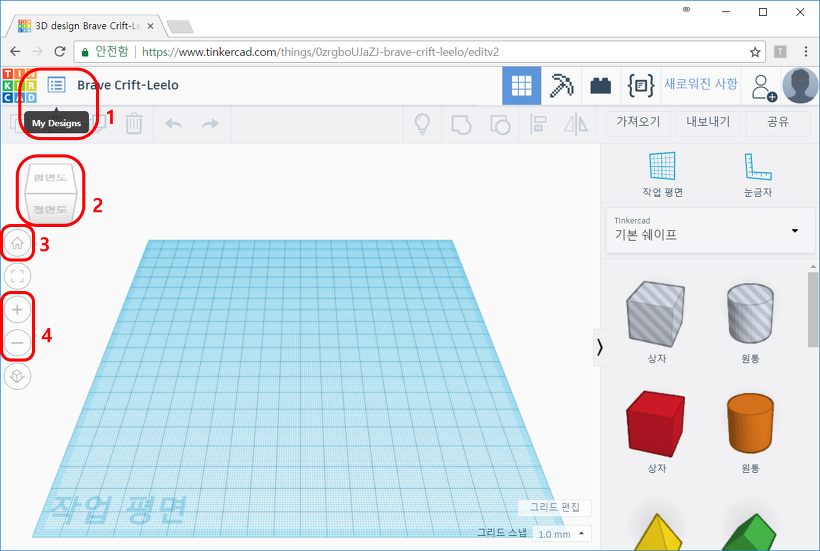 3D design Brave Crift-Le
안전함
https://www.tinkercad.com/things/0zrgboUJaZJ-brave-crift-leelo/editv2
TIN
KER
CAD
Brave Crift-Leelo
새로워진 사항
1
My Designs
가져오기
내보내기
공유
평면도
정면도
2
3
4
작업 평면
눈금자
Tinkercad
기본 쉐이프
상자
원통
상자
원통
작업 평면
그리드 편집
그리드 스냅
1.0 mm